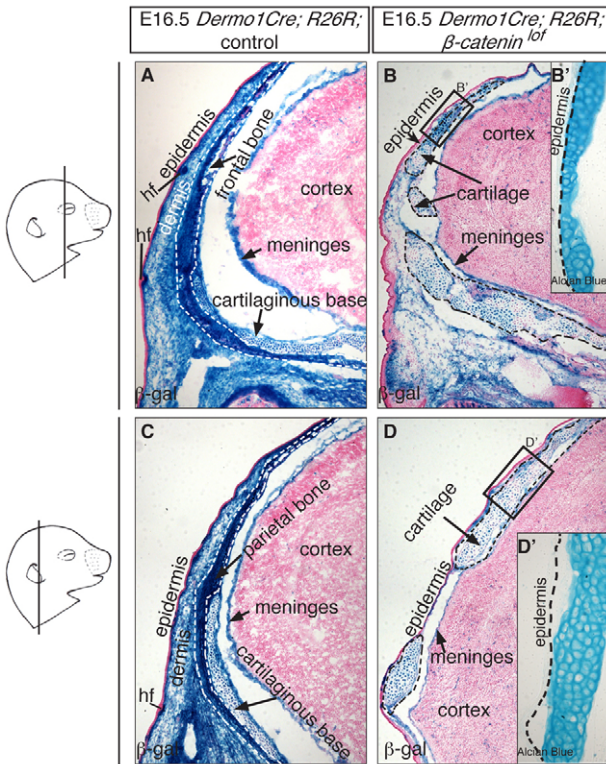 E16.5 Dermo1Cre; R26R;
control
E16.5 Dermo1Cre; R26R;
β-catenin lof
A
hf
epidermis
dermis
frontal bone
cortex
hf
meninges
cartilaginous base
β-gal
B
B'
epidermis
cortex
cartilage
meninges
β-gal
B'
epidermis
Alcian Blue
C
parietal bone
cortex
epidermis
dermis
meninges
hf
cartilaginous base
β-gal
D
D'
cartilage
epidermis
meninges
cortex
β-gal
D'
epidermis
Alcian Blue